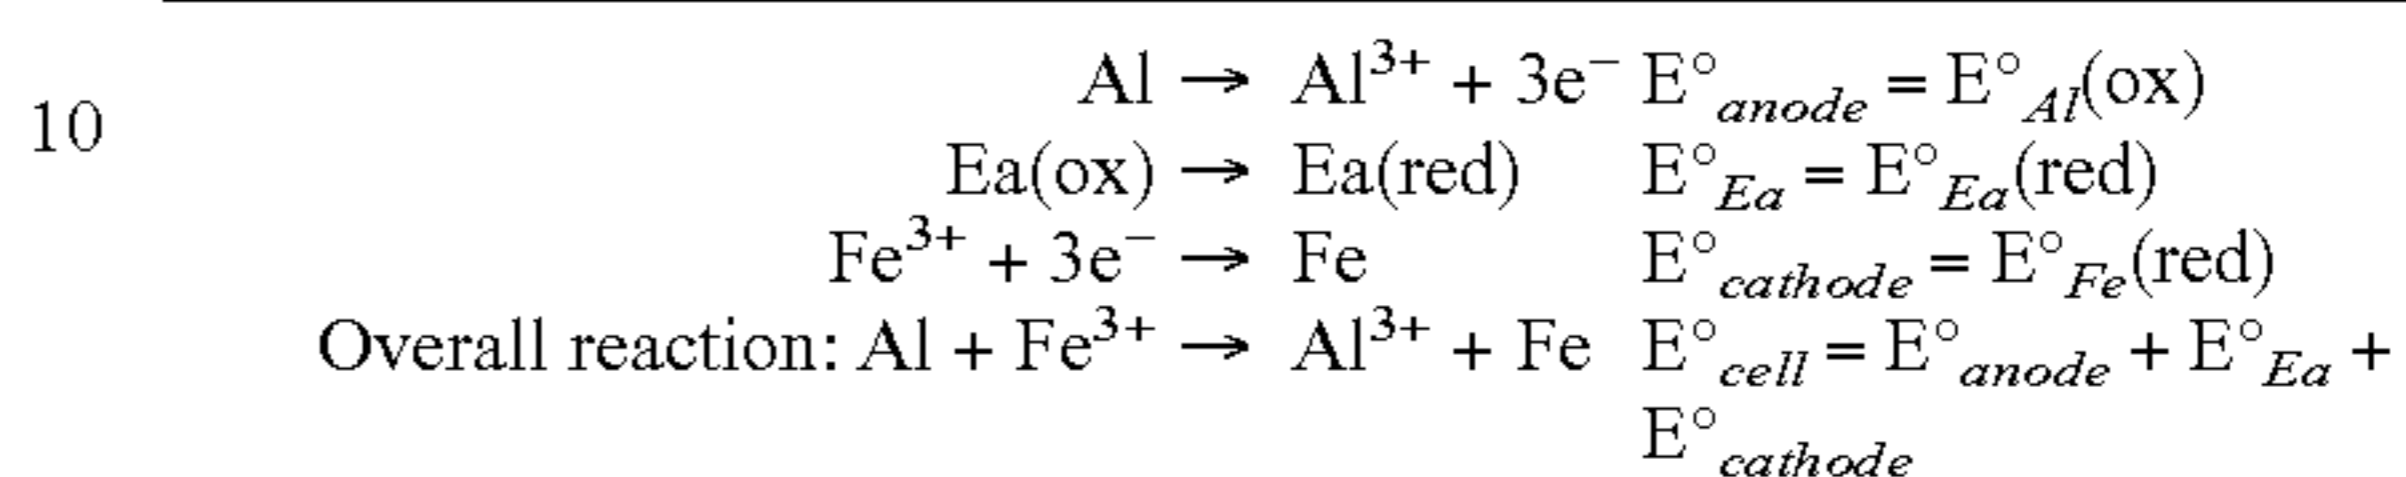 Al → Al³⁺ + 3e⁻ E°anode = E°Al(ox)
10
Ea(ox) → Ea(red) E°Ea = E°Ea(red)
Fe³⁺ + 3e⁻ → Fe E°cathode = E°Fe(red)
Overall reaction: Al + Fe³⁺ → Al³⁺ + Fe E°cell = E°anode + E°Ea +
E°cathode